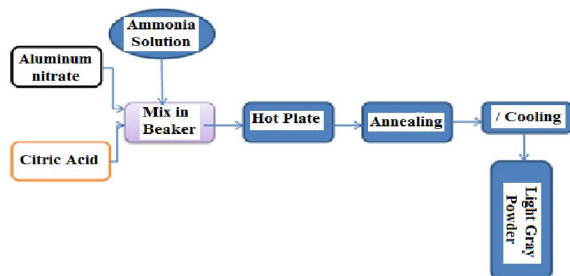 Ammonia
Solution
Aluminum
nitrate
Mix in
Beaker
Citric Acid
Hot Plate
Annealing
/ Cooling
Light Gray
Powder